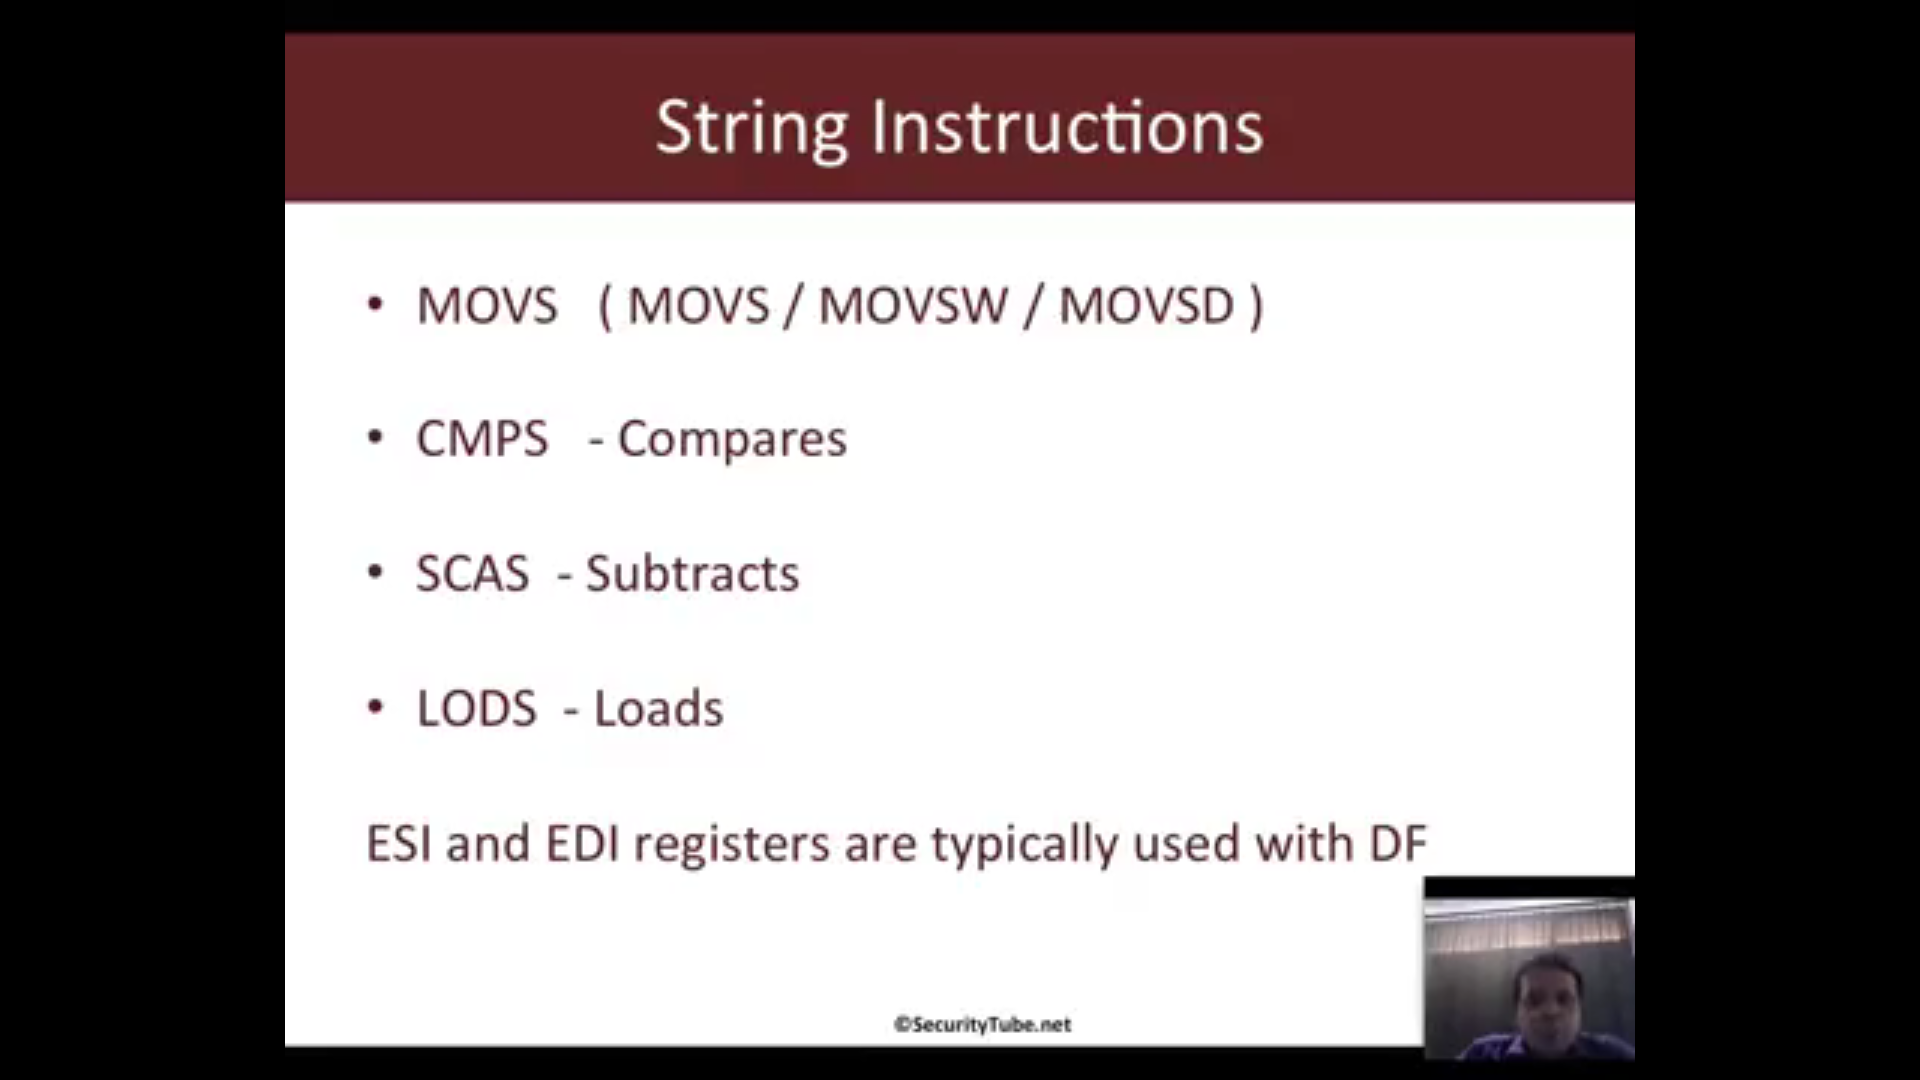 String Instructions
• MOVS ( MOVS / MOVSW / MOVSD )
• CMPS - Compares
• SCAS - Subtracts
• LODS - Loads
ESI and EDI registers are typically used with DF
©SecurityTube.net